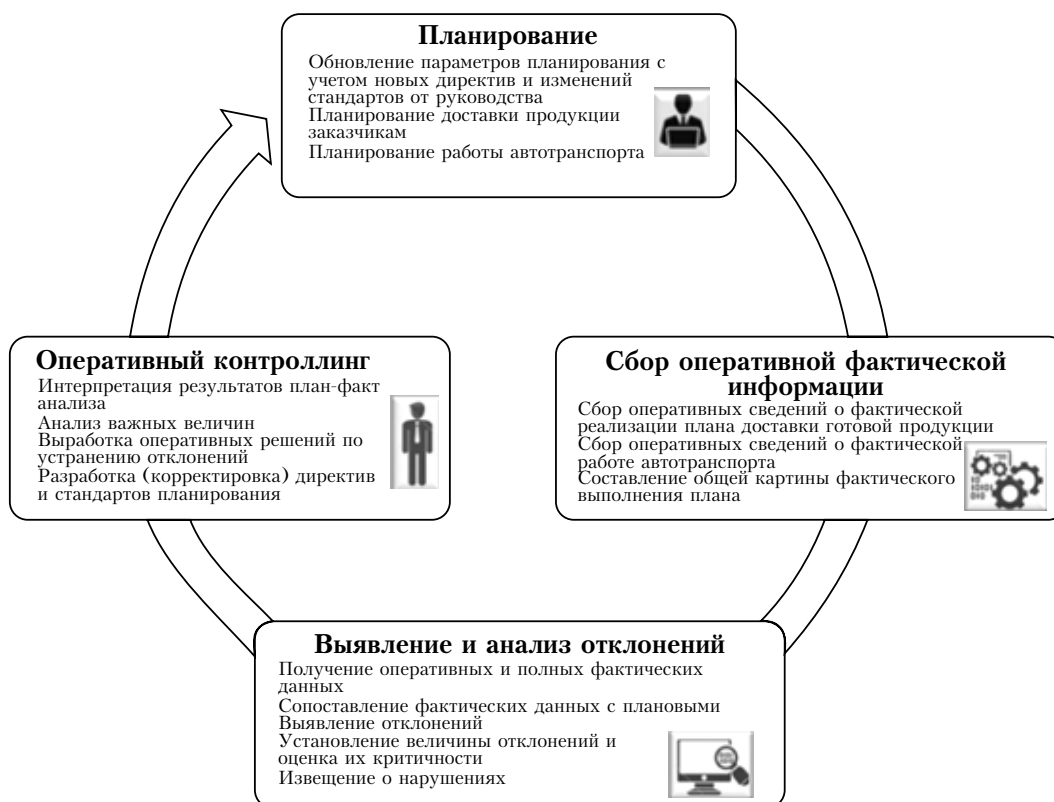 Планирование
Обновление параметров планирования с
учетом новых директив и изменений
стандартов от руководства
Планирование доставки продукции
заказчикам
Планирование работы автотранспорта
Оперативный контроллинг
Интерпретация результатов план-факт
анализа
Анализ важных величин
Выработка оперативных решений по
устранению отклонений
Разработка (корректировка) директив
и стандартов планирования
Сбор оперативной фактической
информации
Сбор оперативных сведений о фактической
реализации плана доставки готовой продукции
Сбор оперативных сведений о фактической
работе автотранспорта
Составление общей картины фактического
выполнения плана
Выявление и анализ отклонений
Получение оперативных и полных фактических
данных
Сопоставление фактических данных с плановыми
Выявление отклонений
Установление величины отклонений и
оценка их критичности
Извещение о нарушениях